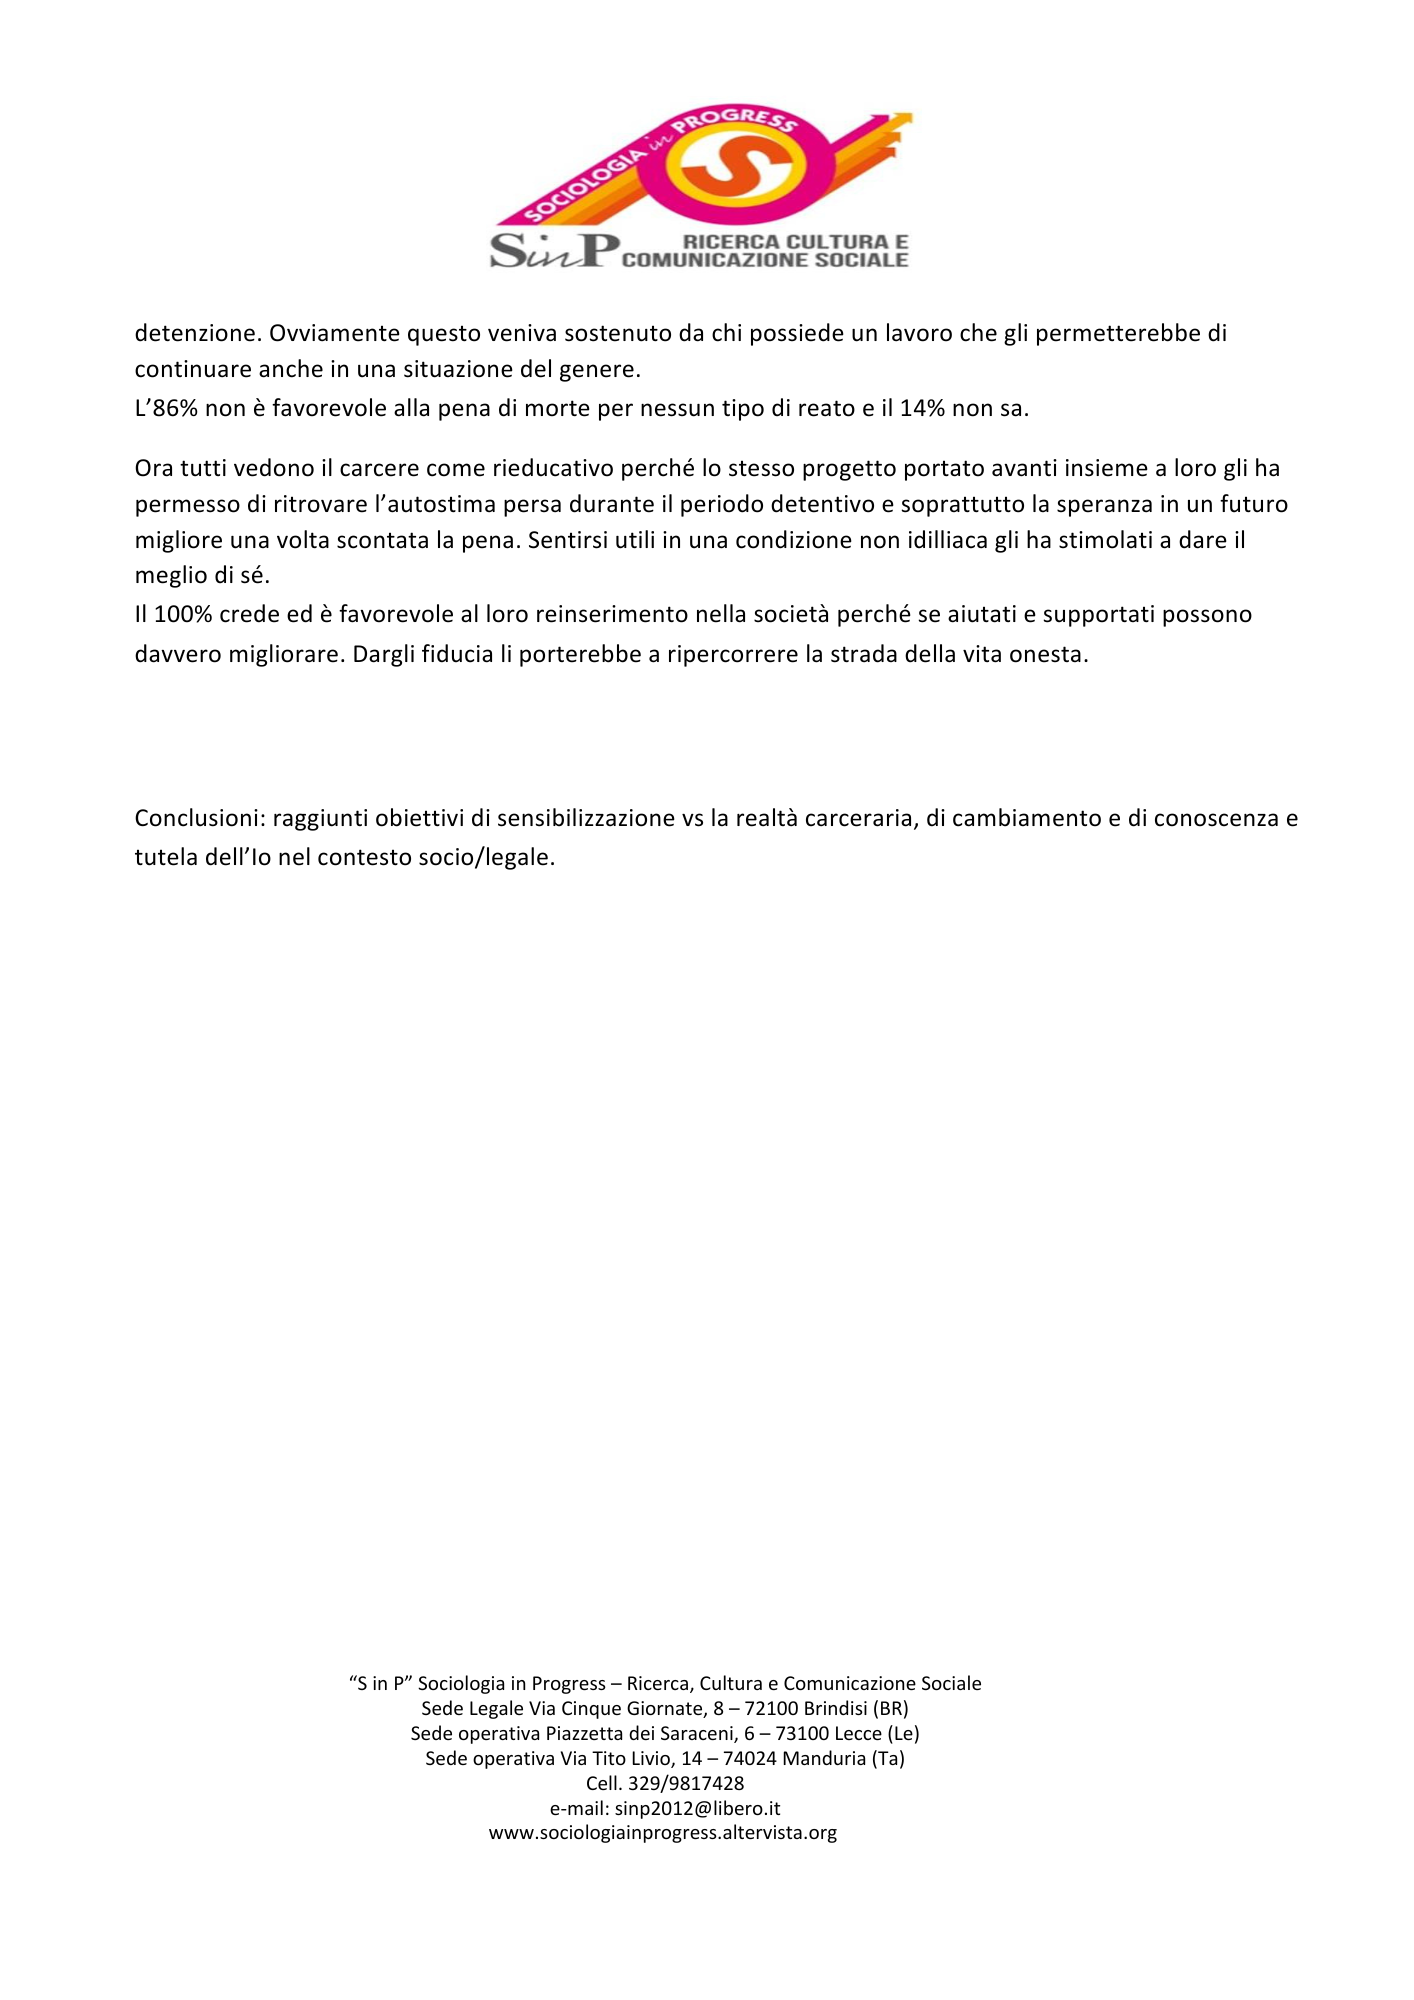 SOCIOLOGIA in PROGRESS
S
SinP RICERCA CULTURA E
COMUNICAZIONE SOCIALE
detenzione. Ovviamente questo veniva sostenuto da chi possiede un lavoro che gli permetterebbe di
continuare anche in una situazione del genere.
L’86% non è favorevole alla pena di morte per nessun tipo di reato e il 14% non sa.
Ora tutti vedono il carcere come rieducativo perché lo stesso progetto portato avanti insieme a loro gli ha
permesso di ritrovare l’autostima persa durante il periodo detentivo e soprattutto la speranza in un futuro
migliore una volta scontata la pena. Sentirsi utili in una condizione non idilliaca gli ha stimolati a dare il
meglio di sé.
Il 100% crede ed è favorevole al loro reinserimento nella società perché se aiutati e supportati possono
davvero migliorare. Dargli fiducia li porterebbe a ripercorrere la strada della vita onesta.
Conclusioni: raggiunti obiettivi di sensibilizzazione vs la realtà carceraria, di cambiamento e di conoscenza e
tutela dell’Io nel contesto socio/legale.
“S in P” Sociologia in Progress – Ricerca, Cultura e Comunicazione Sociale
Sede Legale Via Cinque Giornate, 8 – 72100 Brindisi (BR)
Sede operativa Piazzetta dei Saraceni, 6 – 73100 Lecce (Le)
Sede operativa Via Tito Livio, 14 – 74024 Manduria (Ta)
Cell. 329/9817428
e-mail: sinp2012@libero.it
www.sociologiainprogress.altervista.org